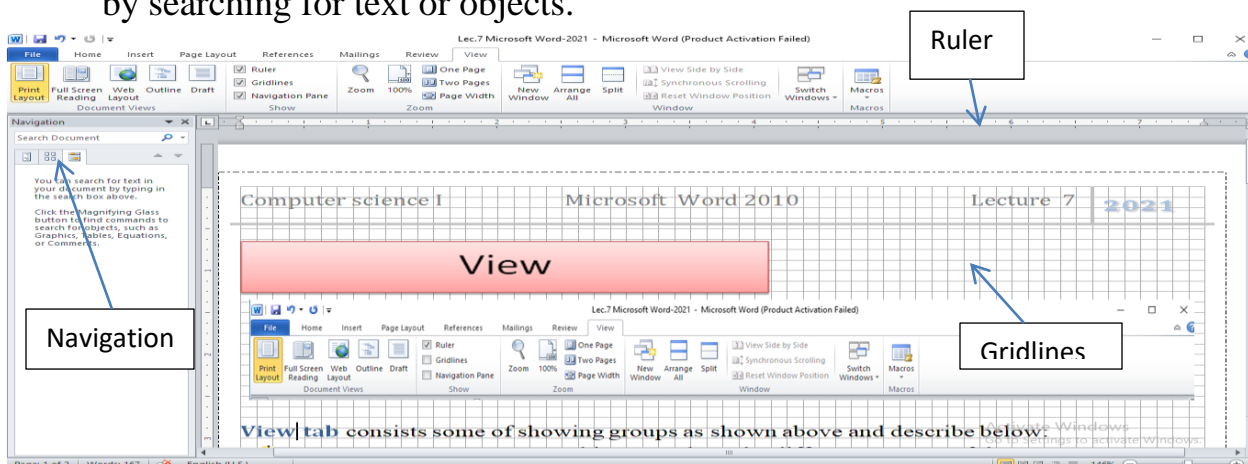 by searching for text or objects.
Lec.7 Microsoft Word-2021 - Microsoft Word (Product Activation Failed)
Ruler
File Home Insert Page Layout References Mailings Review View
Print Layout Full Screen Reading Web Layout Outline Draft
Document Views
Ruler
Gridlines
Navigation Pane
Show
Zoom 100% One Page
Two Pages
Page Width
Zoom
New Window Arrange All Split
View Side by Side
Synchronous Scrolling
Reset Window Position
Window
Switch Windows
Macros
Macros
Navigation
Search Document
You can search for text in
your document by typing in
the search box above.
Click the Magnifying Glass
button to find commands to
search for objects, such as
Graphics, Tables, Equations,
or Comments.
Navigation
1 2 3 4 5 6 7
Computer science I Microsoft Word 2010 Lecture 7 2021
View
Lec.7 Microsoft Word-2021 - Microsoft Word (Product Activation Failed)
File Home Insert Page Layout References Mailings Review View
Print Layout Full Screen Reading Web Layout Outline Draft
Document Views
Ruler
Gridlines
Navigation Pane
Show
Zoom 100% One Page
Two Pages
Page Width
Zoom
New Window Arrange All Split
View Side by Side
Synchronous Scrolling
Reset Window Position
Window
Switch Windows
Macros
Macros
Gridlines
View tab consists some of showing groups as shown above and describe below:
Activate Windows
Go to Settings to activate Windows.
Page: 1 of 2 Words: 167 English (U.S.) 146%